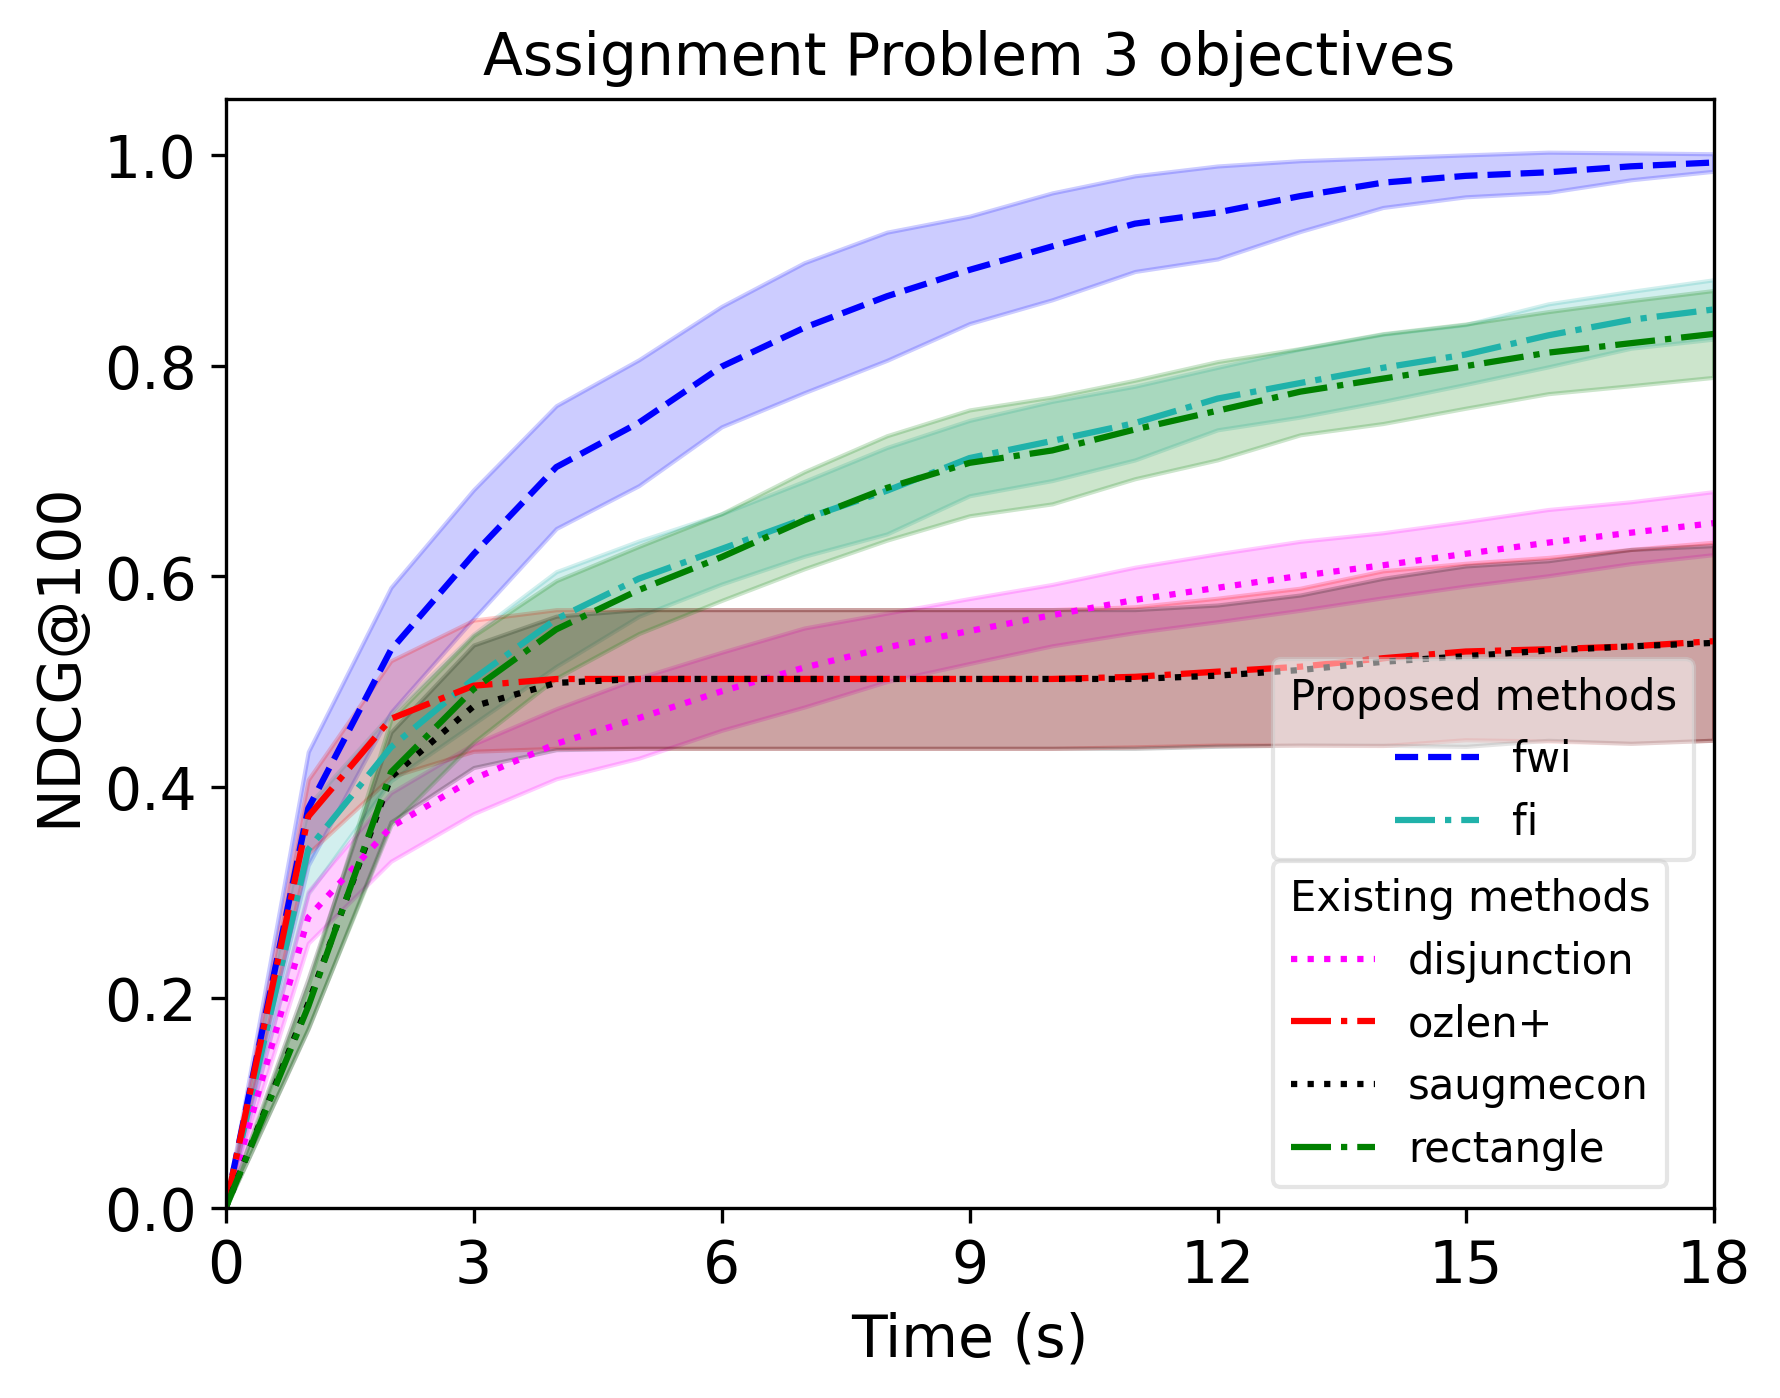 Assignment Problem 3 objectives
NDCG@100
1.0
0.8
0.6
0.4
0.2
0.0
0 3 6 9 12 15 18
Time (s)
Proposed methods
fwi
fi
Existing methods
disjunction
ozlen+
saugmecon
rectangle